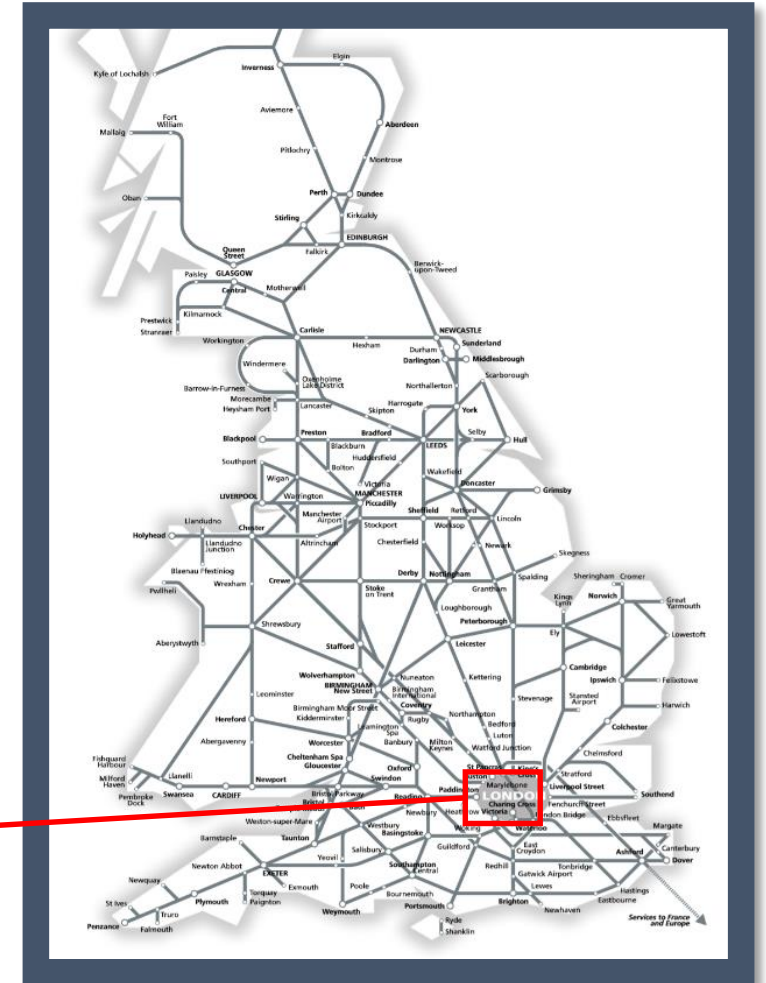 Elgin
Inverness
Kyle of Lochalsh
Aviemore
Fort
William
Aberdeen
Mallaig
Pitlochry
Montrose
Perth
Dundee
Oban
Stirling
Kirkcaldy
EDINBURGH
Queen
Street
Falkirk
Berwick-
upon-Tweed
Paisley
GLASGOW
Central
Motherwell
Kilmarnock
Prestwick
Stranraer
Carlisle
NEWCASTLE
Workington
Hexham
Durham
Sunderland
Darlington
Middlesbrough
Windermere
Scarborough
Oxenholme
Lake District
Barrow-in-Furness
Northallerton
Morecambe
Heysham Port
Lancaster
Harrogate
Skipton
York
Blackpool
Preston
Bradford
Selby
Hull
Blackburn
LEEDS
Southport
Huddersfield
Bolton
Wakefield
Wigan
Victoria
Doncaster
LIVERPOOL
Warrington
MANCHESTER
Piccadilly
Grimsby
Manchester
Airport
Sheffield
Retford
Llandudno
Stockport
Worksop
Lincoln
Holyhead
Chester
Llandudno
Junction
Altrincham
Chesterfield
Newark
Skegness
Blaenau Ffestiniog
Pwllheli
Wrexham
Crewe
Stoke
on Trent
Derby
Nottingham
Grantham
Spalding
Sheringham
Cromer
Kings
Lynn
Norwich
Great
Yarmouth
Loughborough
Shrewsbury
Peterborough
Ely
Lowestoft
Aberystwyth
Stafford
Leicester
Wolverhampton
BIRMINGHAM
New Street
Nuneaton
Kettering
Cambridge
Ipswich
Felixstowe
Leominster
Birmingham
International
Stevenage
Stansted
Airport
Birmingham Moor Street
Coventry
Harwich
Kidderminster
Rugby
Northampton
Hereford
Leamington
Spa
Bedford
Colchester
Abergavenny
Worcester
Banbury
Milton
Keynes
Luton
Watford Junction
Chelmsford
Cheltenham Spa
Gloucester
Oxford
St Pancras
Fishguard
Harbour
Milford
Haven
Pembroke
Dock
Llanelli
Swansea
CARDIFF
Newport
Swindon
Stratford
Paddington
Marylebone
LONDON
Liverpool Street
Bristol Parkway
Bristol
Reading
Charing Cross
Fenchurch Street
Southend
Weston-super-Mare
Newbury
Heathrow
Victoria
London Bridge
Ebbsfleet
Westbury
Basingstoke
Woking
Waterloo
Margate
Barnstaple
Taunton
Salisbury
Guildford
East
Croydon
Canterbury
Yeovil
Ashford
Dover
Newton Abbot
EXETER
Southampton
Central
Redhill
Tonbridge
Gatwick Airport
Newquay
Exmouth
Poole
Lewes
Hastings
St Ives
Plymouth
Torquay
Paignton
Bournemouth
Eastbourne
Truro
Weymouth
Portsmouth
Brighton
Newhaven
Penzance
Falmouth
Ryde
Shanklin
Services to France
and Europe